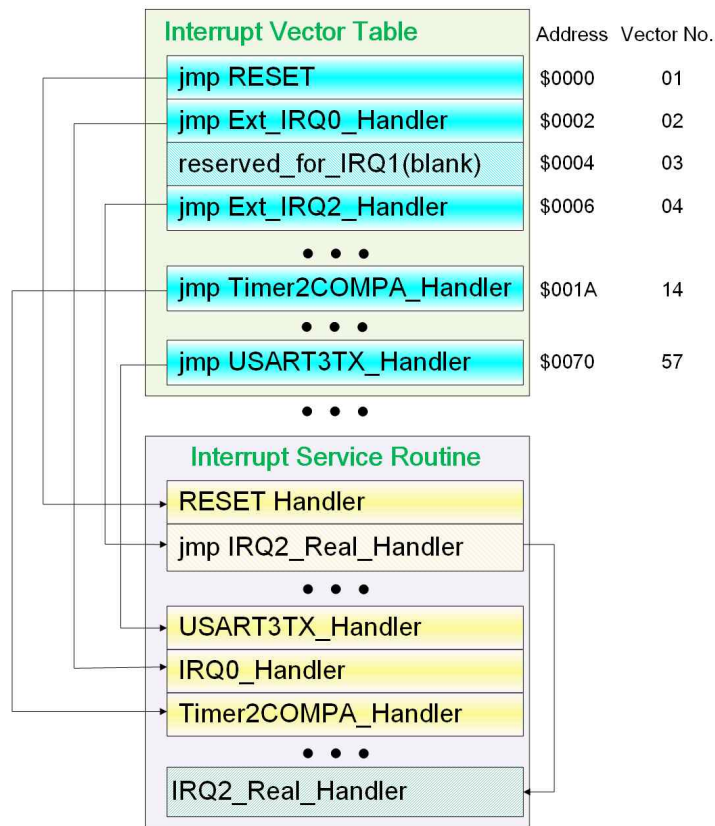 Interrupt Vector Table Address Vector No.
jmp RESET $0000 01
jmp Ext_IRQ0_Handler $0002 02
reserved_for_IRQ1(blank) $0004 03
jmp Ext_IRQ2_Handler $0006 04
jmp Timer2COMPA_Handler $001A 14
jmp USART3TX_Handler $0070 57
Interrupt Service Routine
RESET Handler
jmp IRQ2_Real_Handler
USART3TX_Handler
IRQ0_Handler
Timer2COMPA_Handler
IRQ2_Real_Handler